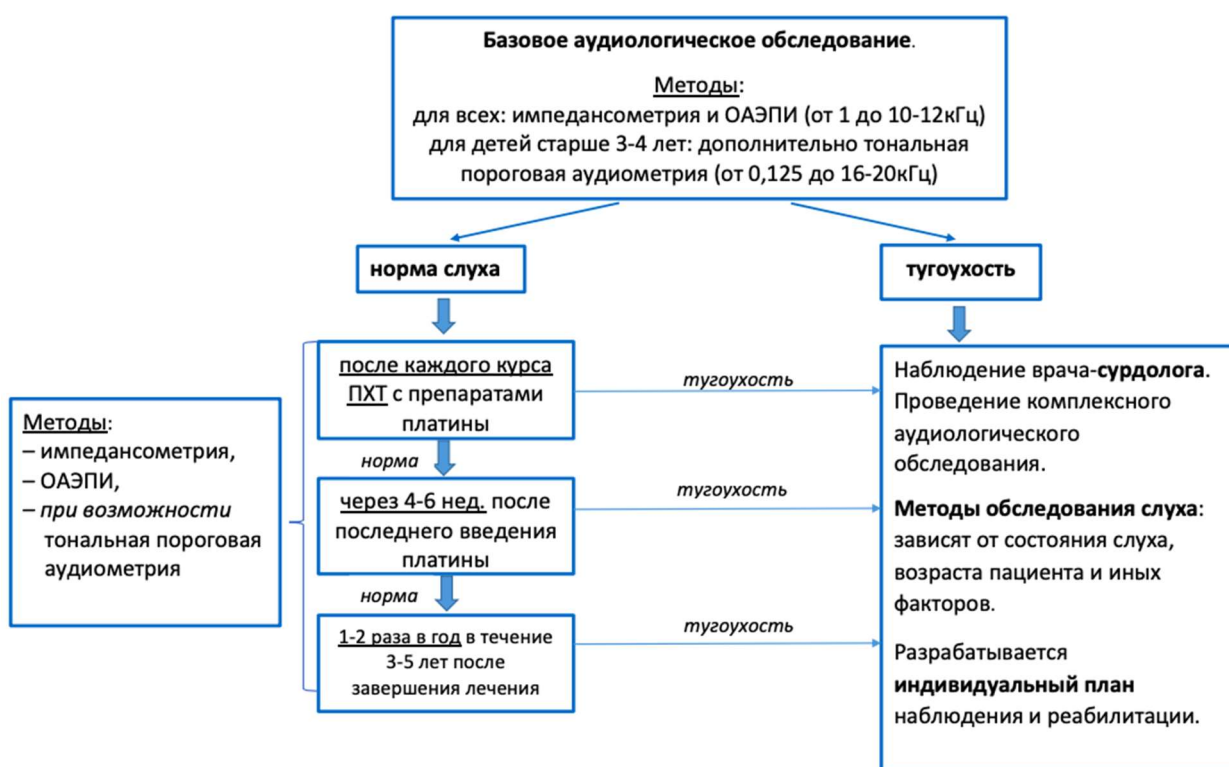 Базовое аудиологическое обследование.
Методы:
для всех: импедансометрия и ОАЭПИ (от 1 до 10-12кГц)
для детей старше 3-4 лет: дополнительно тональная
пороговая аудиометрия (от 0,125 до 16-20кГц)
норма слуха
тугоухость
после каждого курса
ПХТ с препаратами
платины
тугоухость
норма
через 4-6 нед. после
последнего введения
платины
тугоухость
норма
1-2 раза в год в течение
3-5 лет после
завершения лечения
тугоухость
Методы:
– импедансометрия,
– ОАЭПИ,
– при возможности
тональная пороговая
аудиометрия
Наблюдение врача-сурдолога.
Проведение комплексного
аудиологического
обследования.
Методы обследования слуха:
зависят от состояния слуха,
возраста пациента и иных
факторов.
Разрабатывается
индивидуальный план
наблюдения и реабилитации.